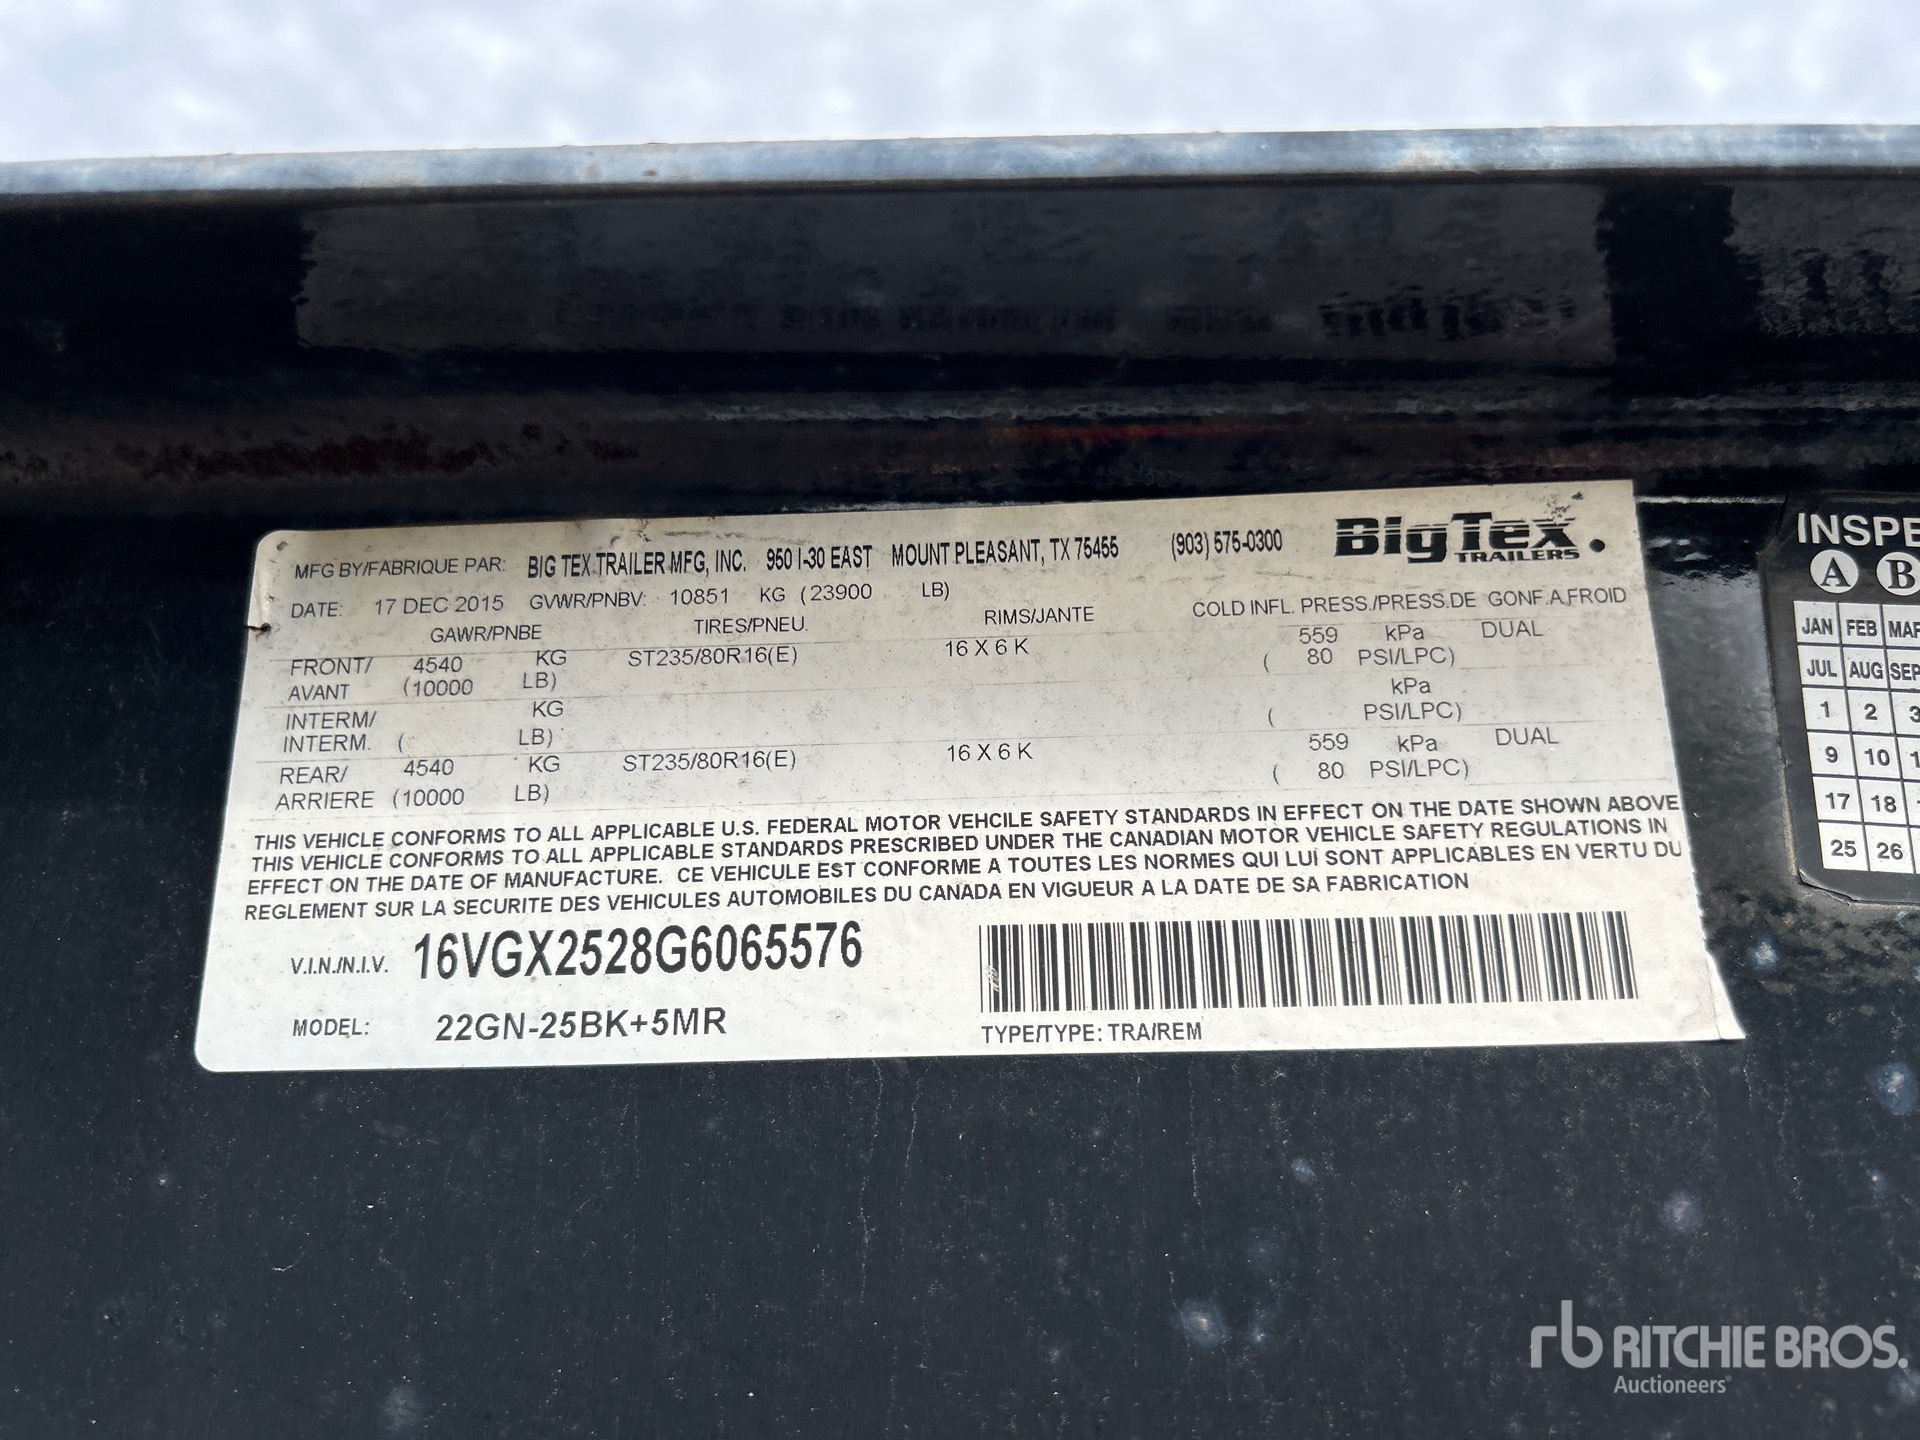 MFG BY/FABRIQUE PAR: BIG TEX TRAILER MFG, INC. 950 I-30 EAST MOUNT PLEASANT, TX 75455 (903) 575-0300 BigTex TRAILERS
DATE: 17 DEC 2015 GVWR/PNBV: 10851 KG (23900 LB)
GAWR/PNBE TIRES/PNEU. RIMS/JANTE COLD INFL. PRESS./PRESS.DE GONF.A.FROID
FRONT/ 4540 KG ST235/80R16(E) 16 X 6 K 559 kPa DUAL
AVANT (10000 LB) ( 80 PSI/LPC)
INTERM/ KG kPa
INTERM. ( LB) ( PSI/LPC)
REAR/ 4540 KG ST235/80R16(E) 16 X 6 K 559 kPa DUAL
ARRIERE (10000 LB) ( 80 PSI/LPC)
THIS VEHICLE CONFORMS TO ALL APPLICABLE U.S. FEDERAL MOTOR VEHCILE SAFETY STANDARDS IN EFFECT ON THE DATE SHOWN ABOVE
THIS VEHICLE CONFORMS TO ALL APPLICABLE STANDARDS PRESCRIBED UNDER THE CANADIAN MOTOR VEHICLE SAFETY REGULATIONS IN
EFFECT ON THE DATE OF MANUFACTURE. CE VEHICULE EST CONFORME A TOUTES LES NORMES QUI LUI SONT APPLICABLES EN VERTU DU
REGLEMENT SUR LA SECURITE DES VEHICULES AUTOMOBILES DU CANADA EN VIGUEUR A LA DATE DE SA FABRICATION
V.I.N./N.I.V. 16VGX2528G6065576
MODEL: 22GN-25BK+5MR
TYPE/TYPE: TRA/REM
INSPE
A B
JAN FEB MAR
JUL AUG SEP
1 2 3
9 10 1
17 18
25 26
rb RITCHIE BROS.
Auctioneers